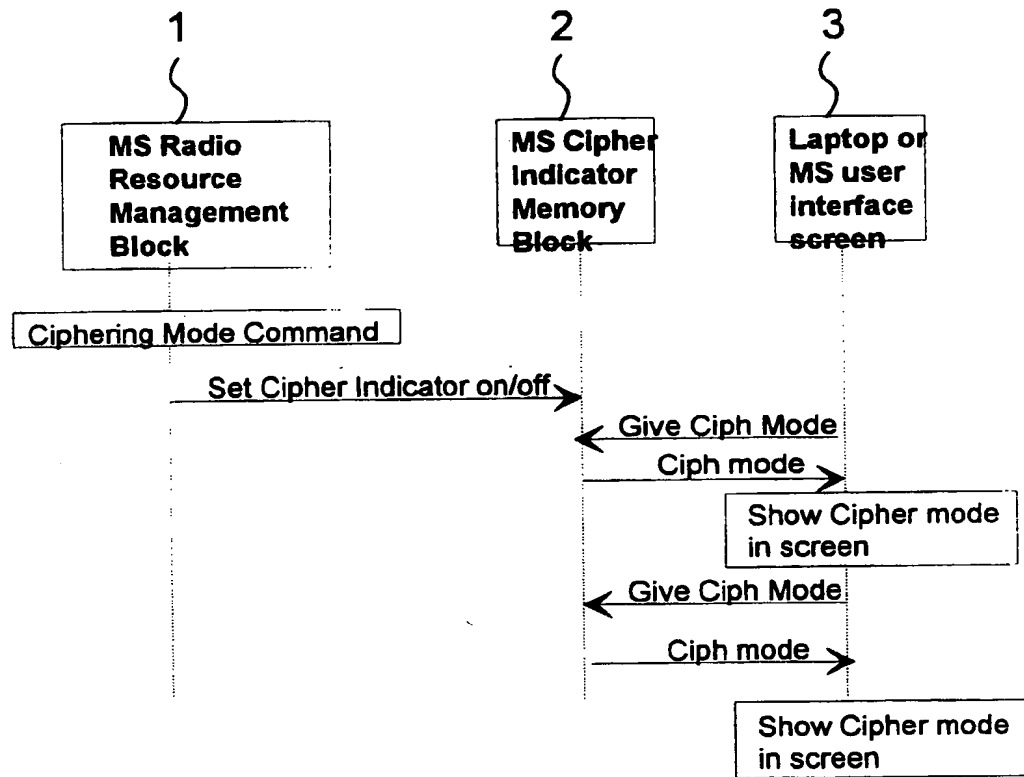 1
2
3
MS Radio
Resource
Management
Block
MS Cipher
Indicator
Memory
Block
Laptop or
MS user
interface
screen
Ciphering Mode Command
Set Cipher Indicator on/off
Give Ciph Mode
Ciph mode
Show Cipher mode
in screen
Give Ciph Mode
Ciph mode
Show Cipher mode
in screen